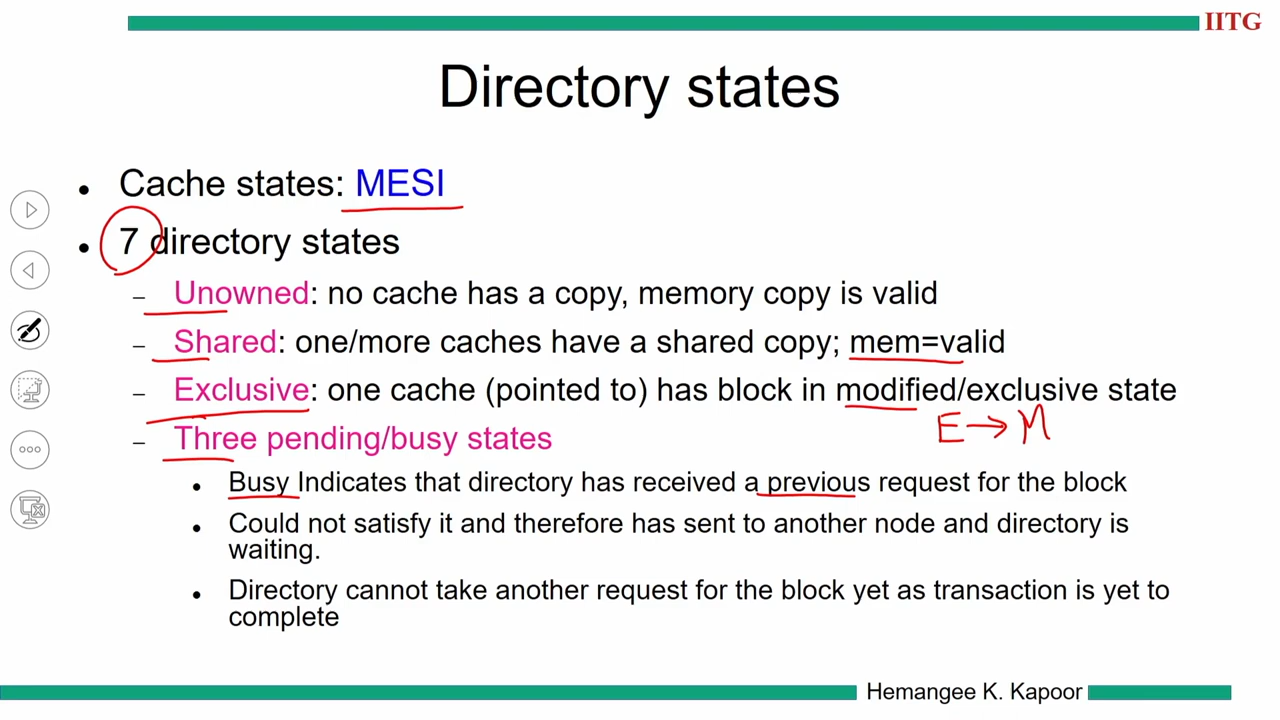 IITG
Directory states
Cache states: MESI
7 directory states
Unowned: no cache has a copy, memory copy is valid
Shared: one/more caches have a shared copy; mem=valid
Exclusive: one cache (pointed to) has block in modified/exclusive state
E → M
Three pending/busy states
Busy Indicates that directory has received a previous request for the block
Could not satisfy it and therefore has sent to another node and directory is
waiting.
Directory cannot take another request for the block yet as transaction is yet to
complete
Hemangee K. Kapoor